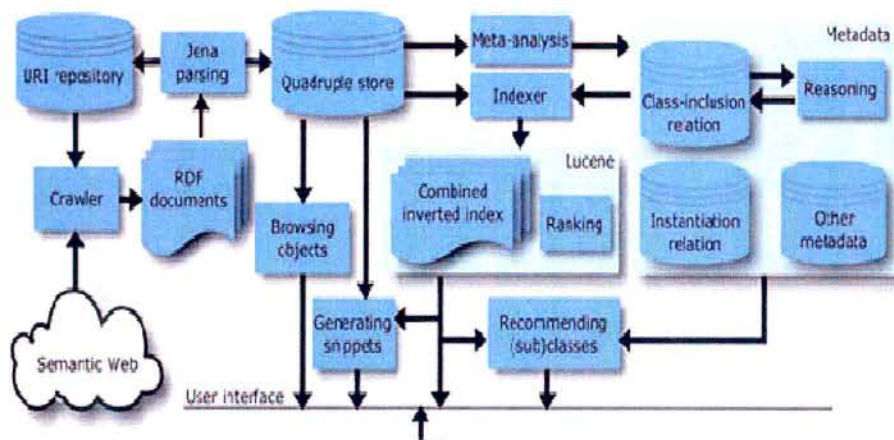 Metadata
URI repository
Jena
parsing
Quadruple store
Meta-analysis
Indexer
Class-inclusion
relation
Reasoning
Crawler
RDF
documents
Browsing
objects
Lucene
Combined
inverted index
Ranking
Instantiation
relation
Other
metadata
Semantic Web
Generating
snippets
Recommending
(sub)classes
User interface